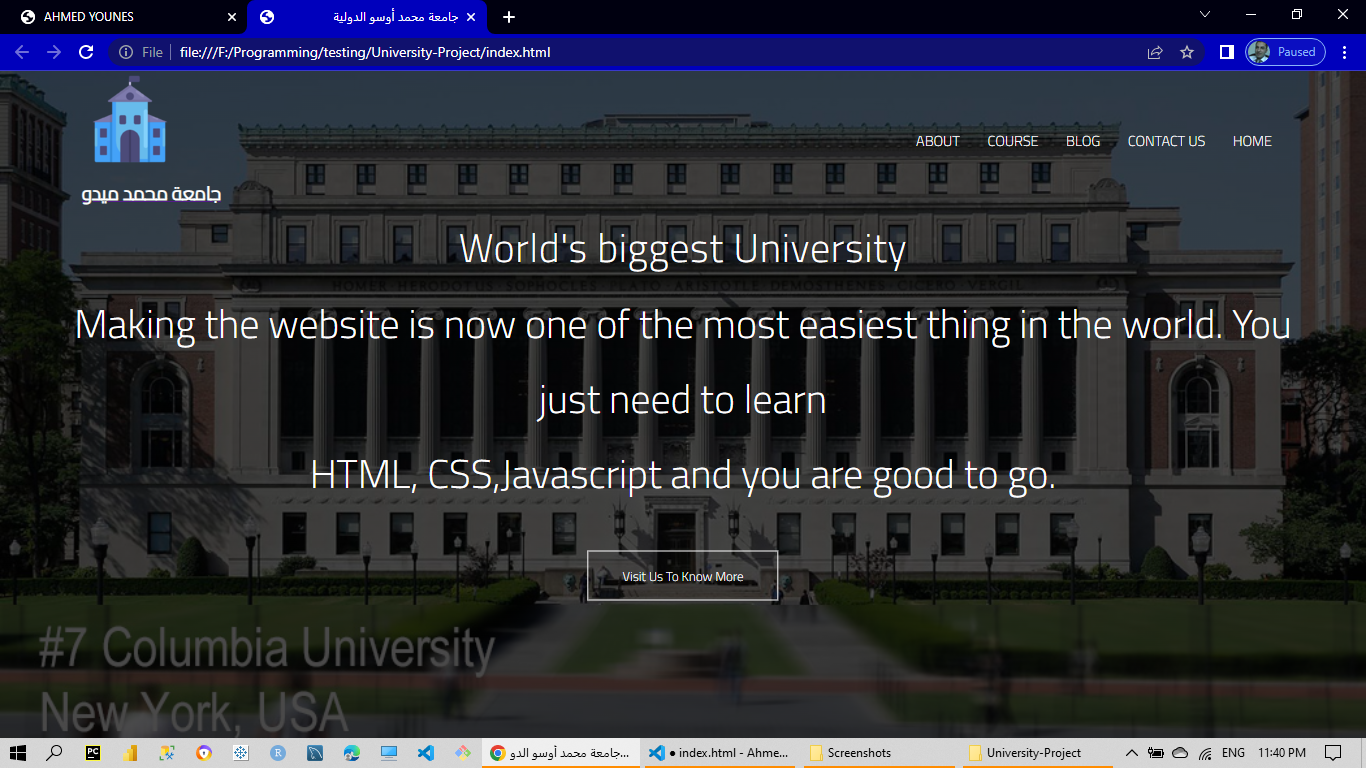 AHMED YOUNES
جامعة محمد أوسو الدولية
File
file:///F:/Programming/testing/University-Project/index.html
Paused
جامعة محمد ميدو
ABOUT
COURSE
BLOG
CONTACT US
HOME
World's biggest University
HOMER HERODOTUS SOPHOCLES PLATO ARISTOTLE DEMOSTHENES CICERO VERGIL
Making the website is now one of the most easiest thing in the world. You
just need to learn
HTML, CSS,Javascript and you are good to go.
Visit Us To Know More
#7 Columbia University
New York, USA
PC
R
جامعة محمد أوسو الدو...
● index.html - Ahme...
Screenshots
University-Project
ENG
11:40 PM